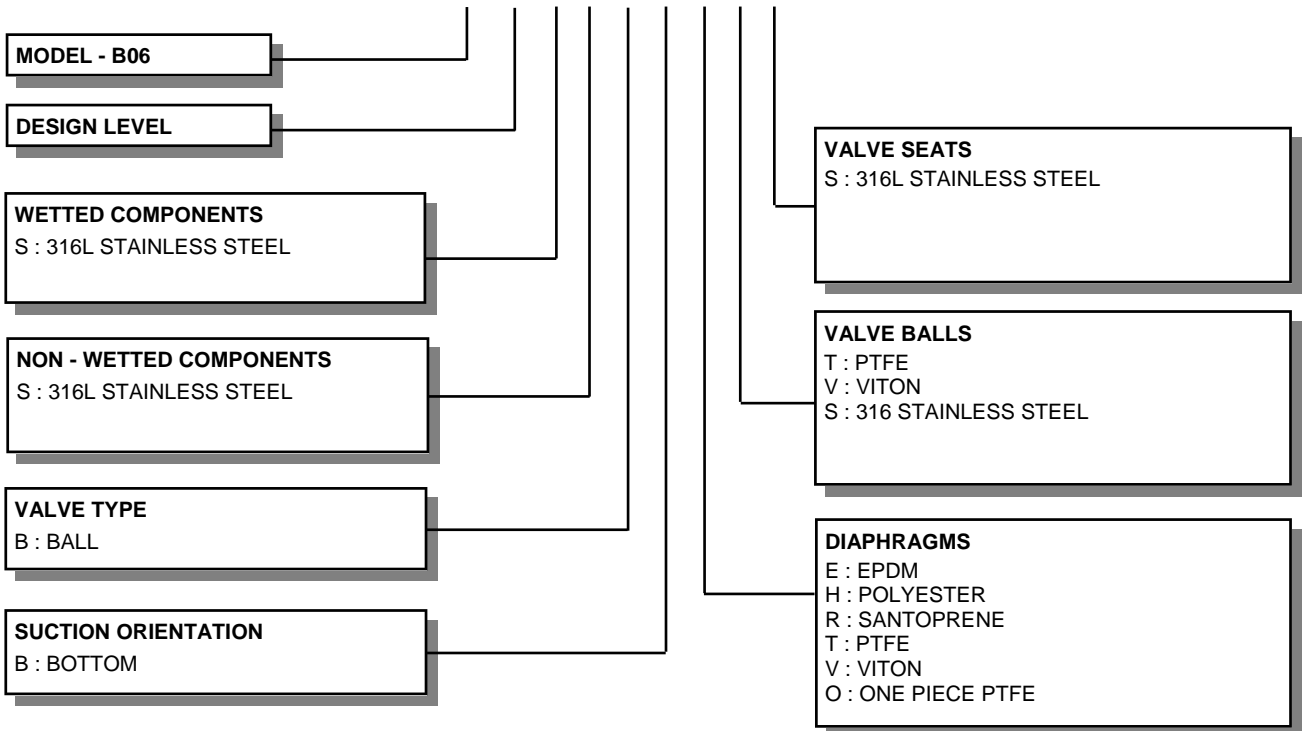 MODEL - B06
DESIGN LEVEL
WETTED COMPONENTS
S : 316L STAINLESS STEEL
NON - WETTED COMPONENTS
S : 316L STAINLESS STEEL
VALVE TYPE
B : BALL
SUCTION ORIENTATION
B : BOTTOM
VALVE SEATS
S : 316L STAINLESS STEEL
VALVE BALLS
T : PTFE
V : VITON
S : 316 STAINLESS STEEL
DIAPHRAGMS
E : EPDM
H : POLYESTER
R : SANTOPRENE
T : PTFE
V : VITON
O : ONE PIECE PTFE